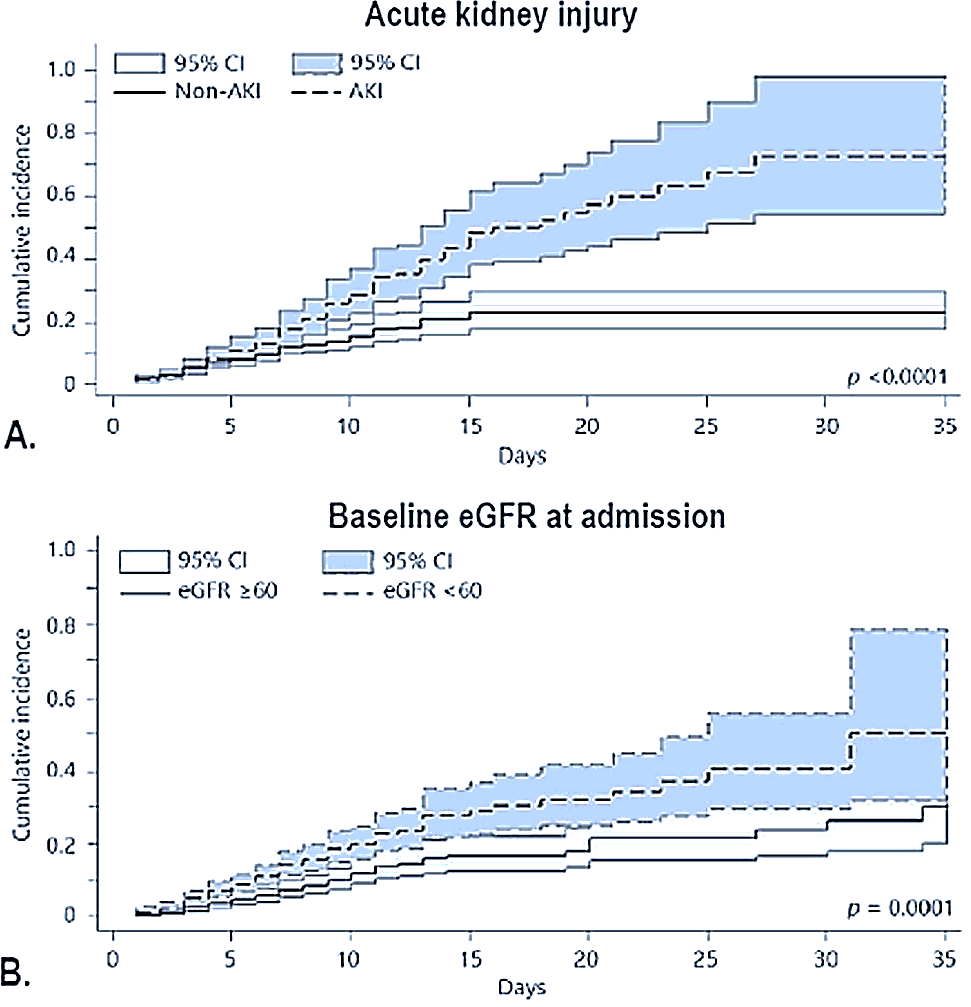 Acute kidney injury
95% CI 95% CI
Non-AKI AKI
1.0
0.8
0.6
0.4
0.2
0
Cumulative incidence
p <0.0001
0 5 10 15 20 25 30 35
Days
A.
Baseline eGFR at admission
95% CI 95% CI
eGFR ≥60 eGFR <60
1.0
0.8
0.6
0.4
0.2
0
Cumulative incidence
p = 0.0001
0 5 10 15 20 25 30 35
Days
B.